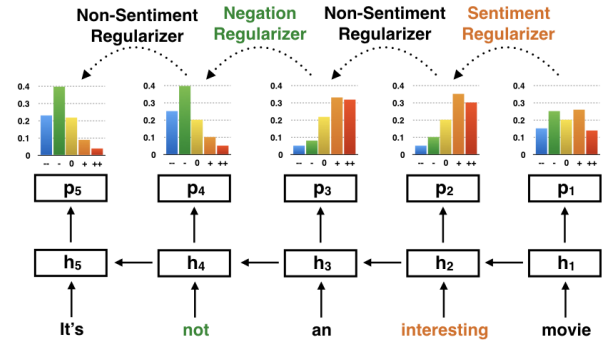 Non-Sentiment Regularizer
Negation Regularizer
Non-Sentiment Regularizer
Sentiment Regularizer
0.4 0.3 0.2 0.1 0
-- - 0 + ++
0.4 0.3 0.2 0.1 0
-- - 0 + ++
0.4 0.3 0.2 0.1 0
-- - 0 + ++
0.4 0.3 0.2 0.1 0
-- - 0 + ++
0.4 0.3 0.2 0.1 0
-- - 0 + ++
p5 p4 p3 p2 p1
h5 h4 h3 h2 h1
It's not an interesting movie